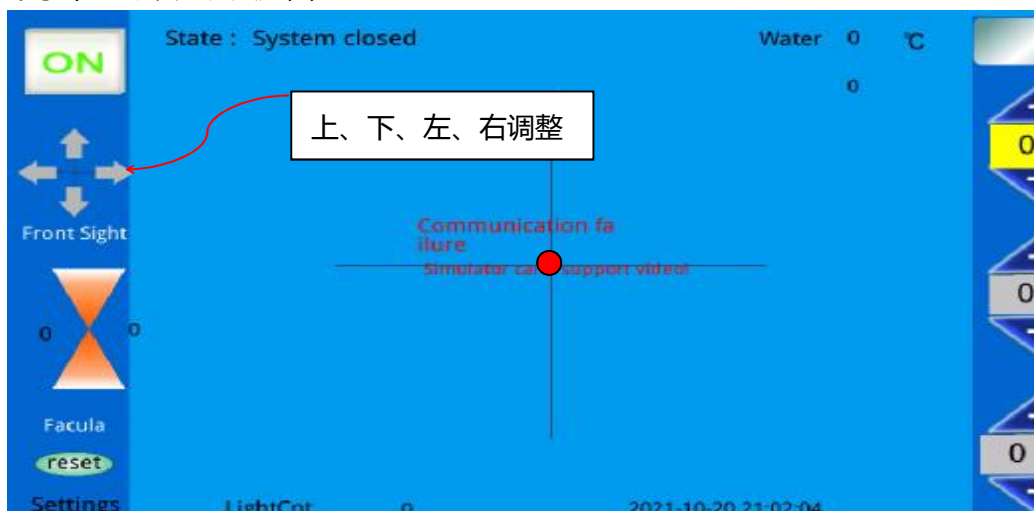 ON
State : System closed
Water 0 ℃
0
上、下、左、右调整
0
Front Sight
Communication fa
ilure
0
0 0
Facula
reset
0
Settings
LightCnt 0
2021-10-20 21:02:04